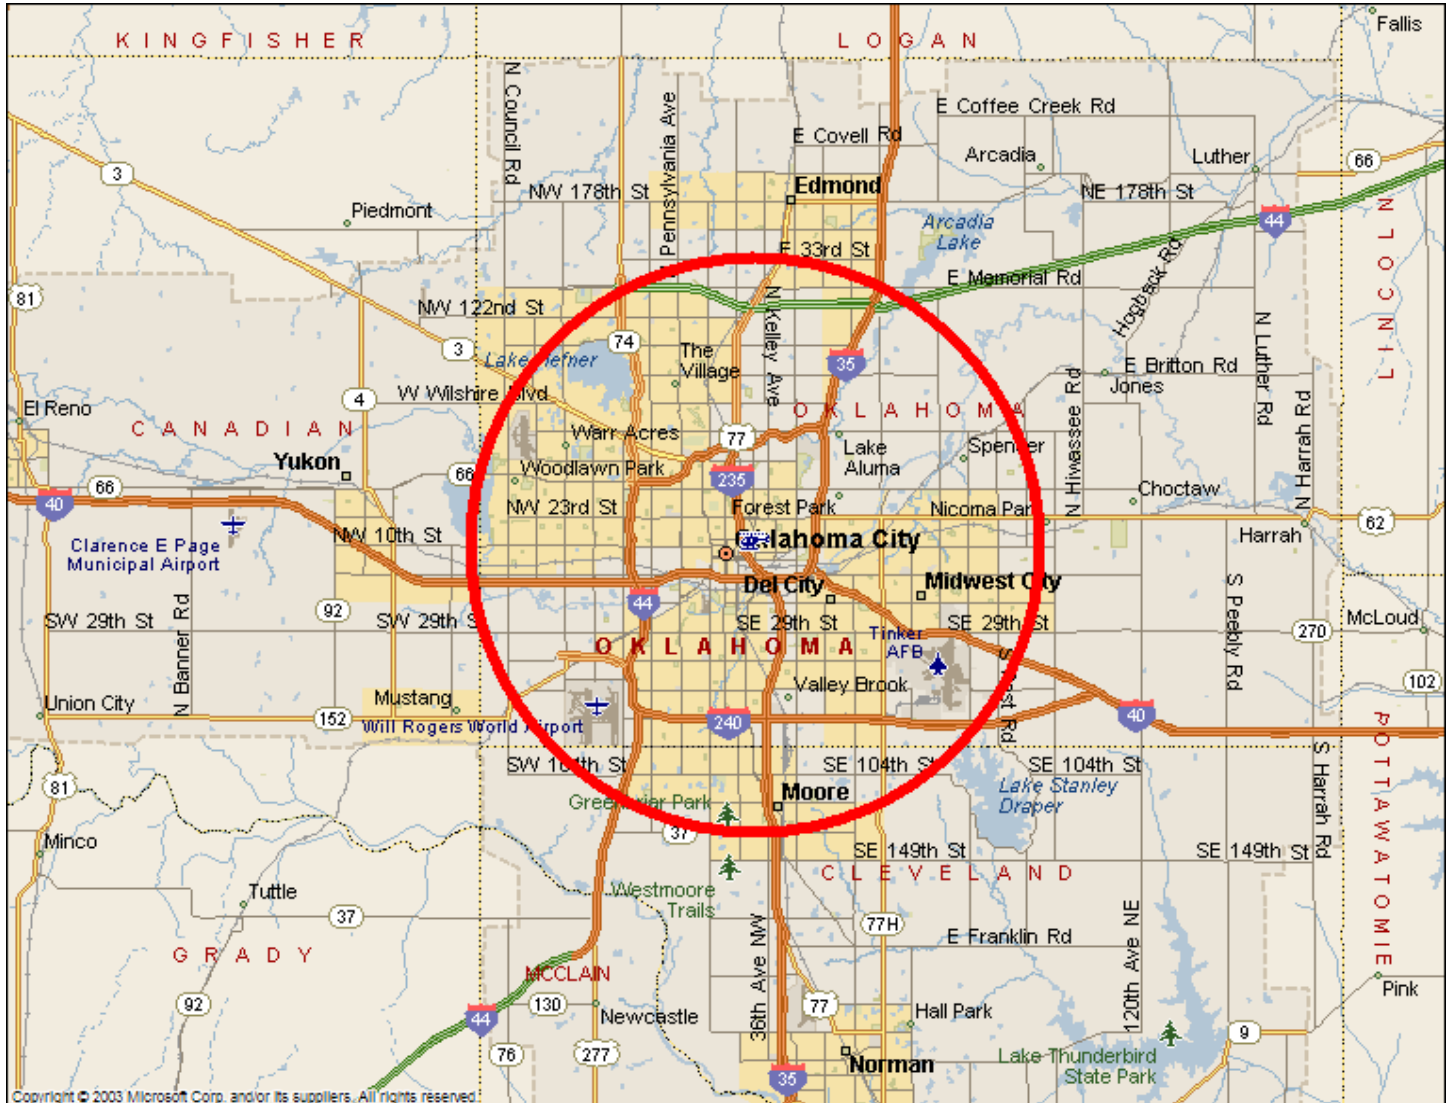 KINGFISHER
LOGAN
Fallis
N Council Rd
N Pennsylvania Ave
E Coffee Creek Rd
E Covell Rd
Arcadia
Luther
66
3
NW 178th St
Edmond
NE 178th St
Piedmont
Arcadia
Lake
44
LINCOLN
E 33rd St
E Memorial Rd
Hogback Rd
81
NW 122nd St
N Kelley Ave
N Luther Rd
3
Lake Hefner
74
The
Village
35
E Britton Rd
Jones
W Wilshire Blvd
4
El Reno
CANADIAN
OKLAHOMA
N Hiwassee Rd
N Harrah Rd
Warr Acres
77
Lake
Aluma
Spencer
Yukon
66
Woodlawn Park
235
66
40
NW 23rd St
Forest Park
Nicoma Park
Choctaw
62
Clarence E Page
Municipal Airport
NW 10th St
Oklahoma City
Harrah
Del City
Midwest City
92
44
SW 29th St
SW 29th St
SE 29th St
SE 29th St
S Peebly Rd
McLoud
270
N Banner Rd
OKLAHOMA
Tinker
AFB
Valley Brook
S Post Rd
102
Union City
Mustang
152
Will Rogers World Airport
240
40
POTTAWATOMIE
SW 104th St
SE 104th St
SE 104th St
S Harrah Rd
81
Greenbriar Park
Moore
Lake Stanley
Draper
37
Minco
SE 149th St
SE 149th St
CLEVELAND
Tuttle
Westmoore
Trails
37
77H
GRADY
36th Ave NW
E Franklin Rd
120th Ave NE
MCCLAIN
92
130
Newcastle
77
Hall Park
Pink
44
9
76
277
Norman
Lake Thunderbird
State Park
35
Copyright © 2003 Microsoft Corp. and/or its suppliers. All rights reserved.